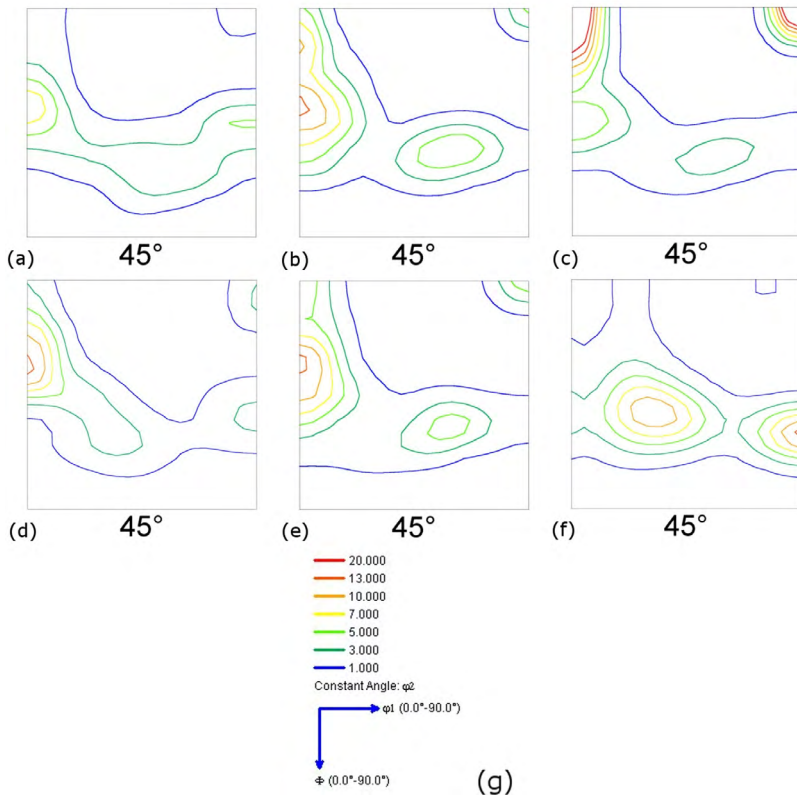 (a) 45° (b) 45° (c) 45°
(d) 45° (e) 45° (f) 45°
20.000
13.000
10.000
7.000
5.000
3.000
1.000
Constant Angle: φ2
φ1 (0.0°-90.0°)
Φ (0.0°-90.0°)
(g)